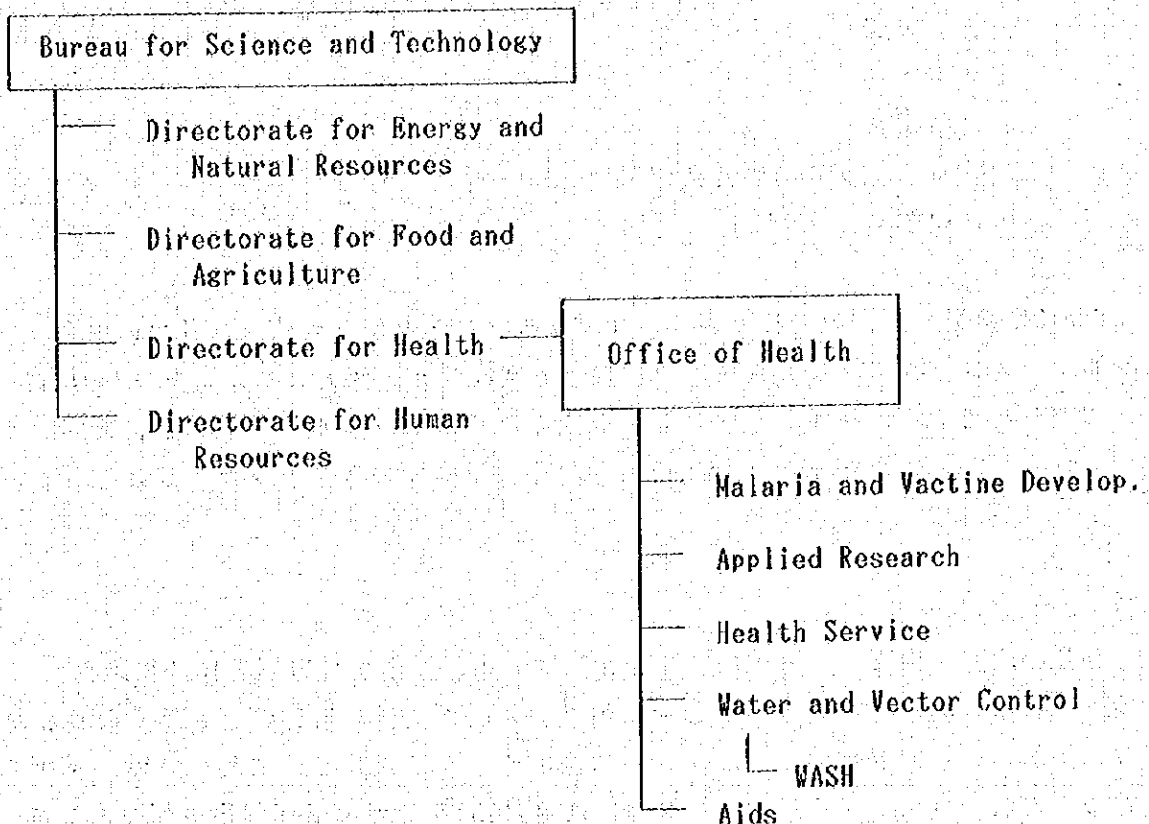 Bureau for Science and Technology
Directorate for Energy and
Natural Resources
Directorate for Food and
Agriculture
Directorate for Health
Office of Health
Directorate for Human
Resources
Malaria and Vactine Develop.
Applied Research
Health Service
Water and Vector Control
WASH
Aids